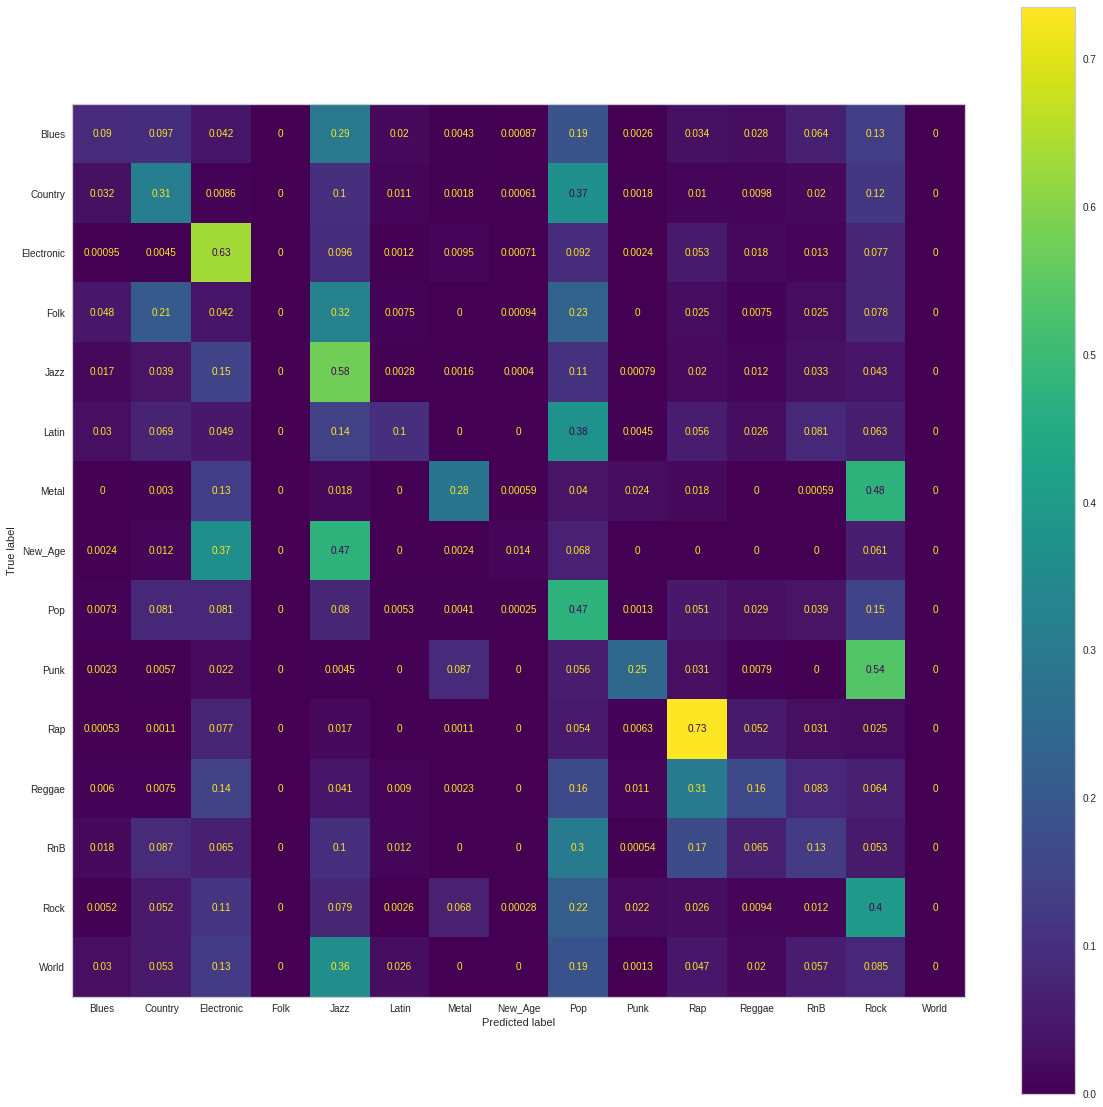 Blues 0.09 0.097 0.042 0 0.29 0.02 0.0043 0.00087 0.19 0.0026 0.034 0.028 0.064 0.13 0
Country 0.032 0.31 0.0086 0 0.1 0.011 0.0018 0.00061 0.37 0.0018 0.01 0.0098 0.02 0.12 0
Electronic 0.00095 0.0045 0.63 0 0.096 0.0012 0.0095 0.00071 0.092 0.0024 0.053 0.018 0.013 0.077 0
Folk 0.048 0.21 0.042 0 0.32 0.0075 0 0.00094 0.23 0 0.025 0.0075 0.025 0.078 0
Jazz 0.017 0.039 0.15 0 0.58 0.0028 0.0016 0.0004 0.11 0.00079 0.02 0.012 0.033 0.043 0
Latin 0.03 0.069 0.049 0 0.14 0.1 0 0 0.38 0.0045 0.056 0.026 0.081 0.063 0
Metal 0 0.003 0.13 0 0.018 0 0.28 0.00059 0.04 0.024 0.018 0 0.00059 0.48 0
New_Age 0.0024 0.012 0.37 0 0.47 0 0.0024 0.014 0.068 0 0 0 0 0.061 0
Pop 0.0073 0.081 0.081 0 0.08 0.0053 0.0041 0.00025 0.47 0.0013 0.051 0.029 0.039 0.15 0
Punk 0.0023 0.0057 0.022 0 0.0045 0 0.087 0 0.056 0.25 0.031 0.0079 0 0.54 0
Rap 0.00053 0.0011 0.077 0 0.017 0 0.0011 0 0.054 0.0063 0.73 0.052 0.031 0.025 0
Reggae 0.006 0.0075 0.14 0 0.041 0.009 0.0023 0 0.16 0.011 0.31 0.16 0.083 0.064 0
RnB 0.018 0.087 0.065 0 0.1 0.012 0 0 0.3 0.00054 0.17 0.065 0.13 0.053 0
Rock 0.0052 0.052 0.11 0 0.079 0.0026 0.068 0.00028 0.22 0.022 0.026 0.0094 0.012 0.4 0
World 0.03 0.053 0.13 0 0.36 0.026 0 0 0.19 0.0013 0.047 0.02 0.057 0.085 0
Blues Country Electronic Folk Jazz Latin Metal New_Age Pop Punk Rap Reggae RnB Rock World
Predicted label
True label
0.7
0.6
0.5
0.4
0.3
0.2
0.1
0.0